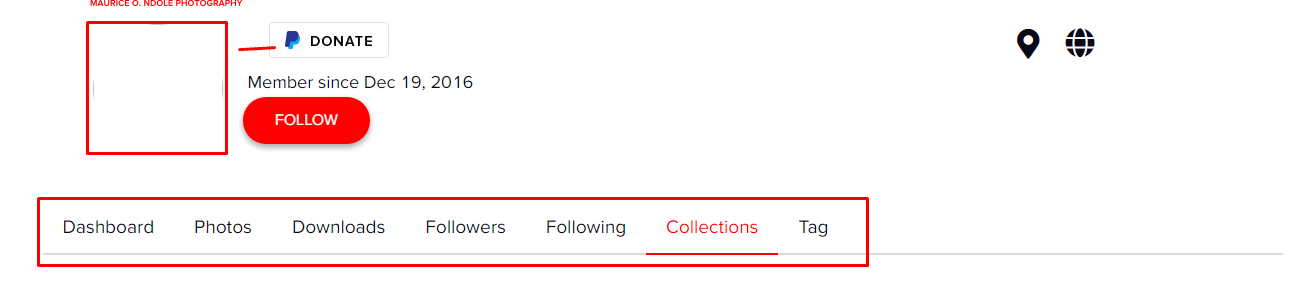 MAURICE O. NDOLE PHOTOGRAPHY
DONATE
Member since Dec 19, 2016
FOLLOW
Dashboard Photos Downloads Followers Following Collections Tag